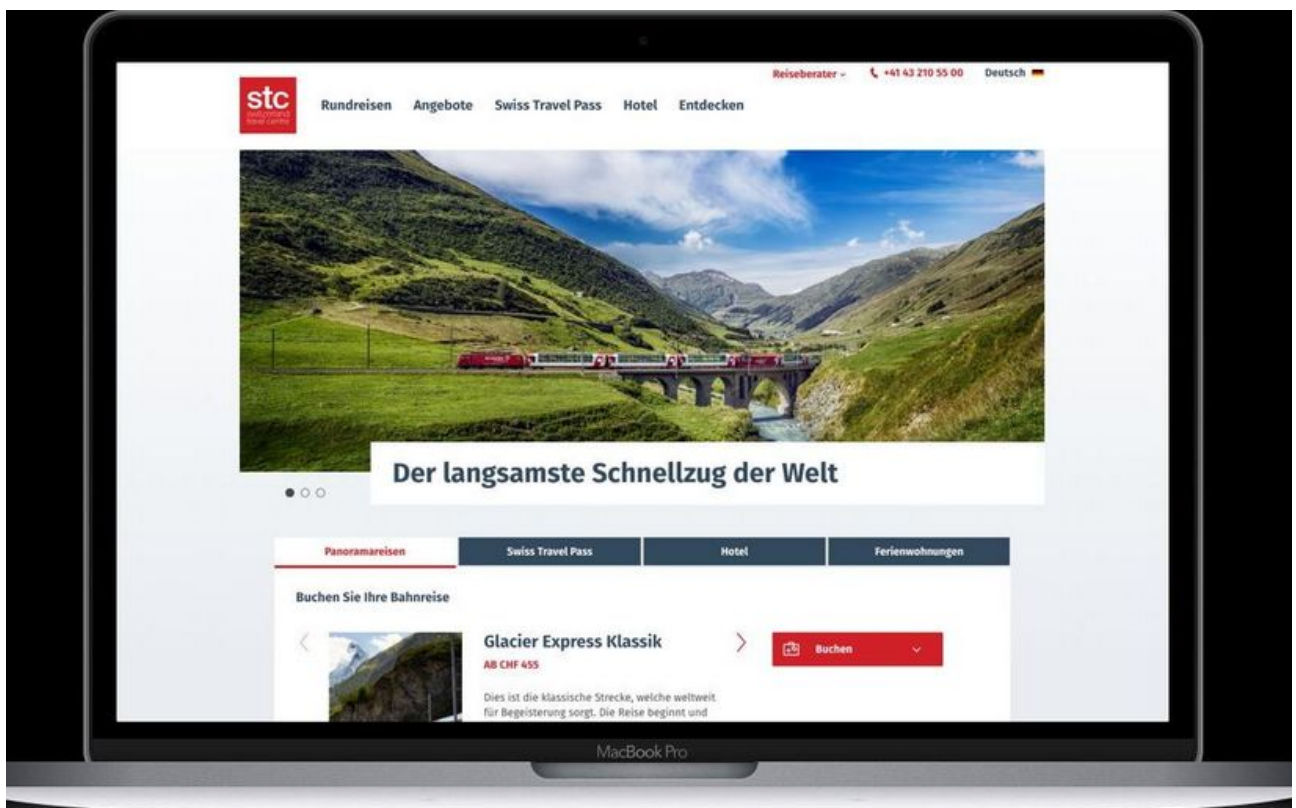 Reiseberater
+41 43 210 55 00
Deutsch
stc
switzerland
travel centre
Rundreisen Angebote Swiss Travel Pass Hotel Entdecken
Der langsamste Schnellzug der Welt
Panoramareisen Swiss Travel Pass Hotel Ferienwohnungen
Buchen Sie Ihre Bahnreise
Glacier Express Klassik
AB CHF 455
Buchen
Dies ist die klassische Strecke, welche weltweit
für Begeisterung sorgt. Die Reise beginnt und
MacBook Pro